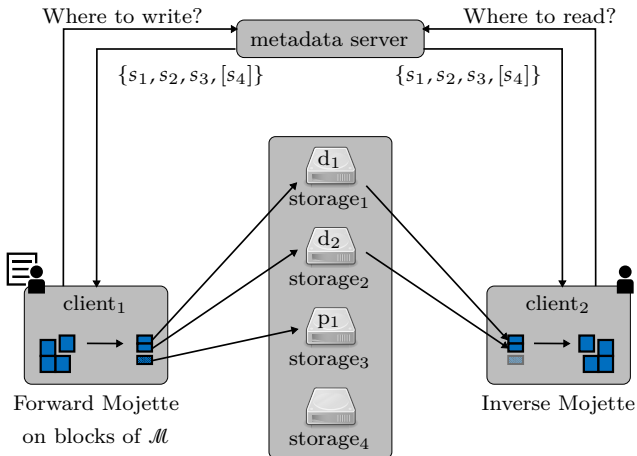 Where to write?
Where to read?
metadata server
{s₁, s₂, s₃, [s₄]}
{s₁, s₂, s₃, [s₄]}
d₁
storage₁
d₂
storage₂
p₁
storage₃
storage₄
client₁
client₂
Forward Mojette
on blocks of ℳ
Inverse Mojette